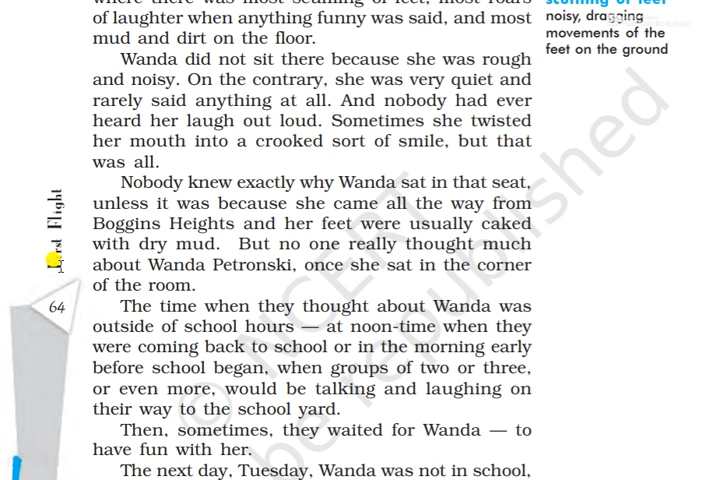 of laughter when anything funny was said, and most
mud and dirt on the floor.
Wanda did not sit there because she was rough
and noisy. On the contrary, she was very quiet and
rarely said anything at all. And nobody had ever
heard her laugh out loud. Sometimes she twisted
her mouth into a crooked sort of smile, but that
was all.
Nobody knew exactly why Wanda sat in that seat,
unless it was because she came all the way from
Boggins Heights and her feet were usually caked
with dry mud. But no one really thought much
about Wanda Petronski, once she sat in the corner
of the room.
The time when they thought about Wanda was
outside of school hours — at noon-time when they
were coming back to school or in the morning early
before school began, when groups of two or three,
or even more, would be talking and laughing on
their way to the school yard.
Then, sometimes, they waited for Wanda — to
have fun with her.
The next day, Tuesday, Wanda was not in school,
noisy, dragging
movements of the
feet on the ground
First Flight
64
© NCERT
be republished